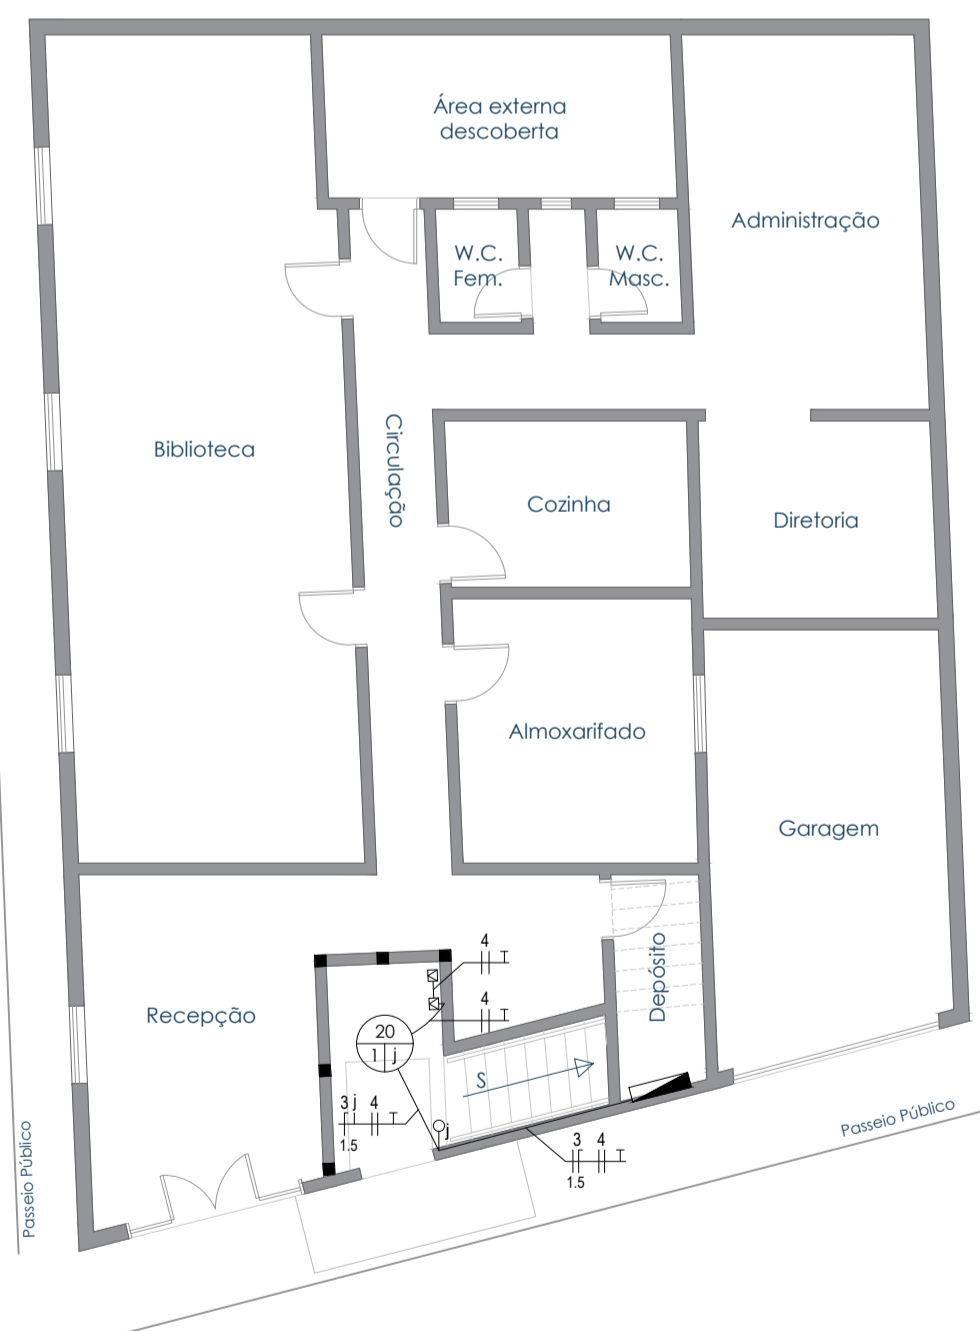 Área externa
descoberta
Administração
W.C.
Fem.
W.C.
Masc.
Circulação
Biblioteca
Cozinha
Diretoria
Almoxarifado
Garagem
4
Depósito
4
Recepção
20
1 j
S
3 j 4
1.5
j
3 4
1.5
Passeio Público
Passeio Público